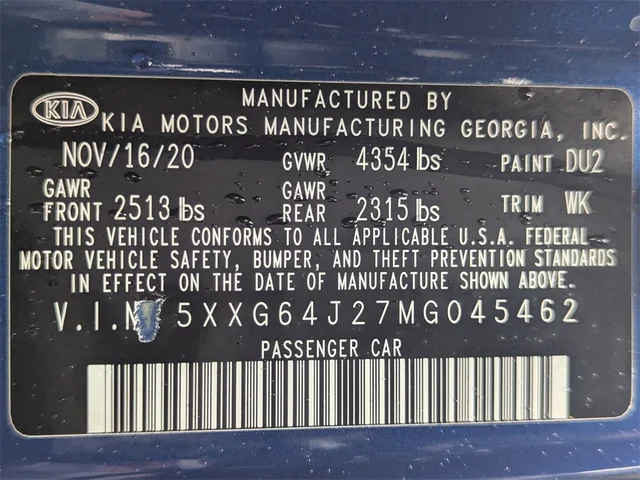 KIA
MANUFACTURED BY
KIA MOTORS MANUFACTURING GEORGIA, INC.
NOV/16/20 GVWR 4354 lbs PAINT DU2
GAWR FRONT 2513 lbs GAWR REAR 2315 lbs TRIM WK
THIS VEHICLE CONFORMS TO ALL APPLICABLE U.S.A. FEDERAL
MOTOR VEHICLE SAFETY, BUMPER, AND THEFT PREVENTION STANDARDS
IN EFFECT ON THE DATE OF MANUFACTURE SHOWN ABOVE.
V.I.N 5XXG64J27MG045462
PASSENGER CAR